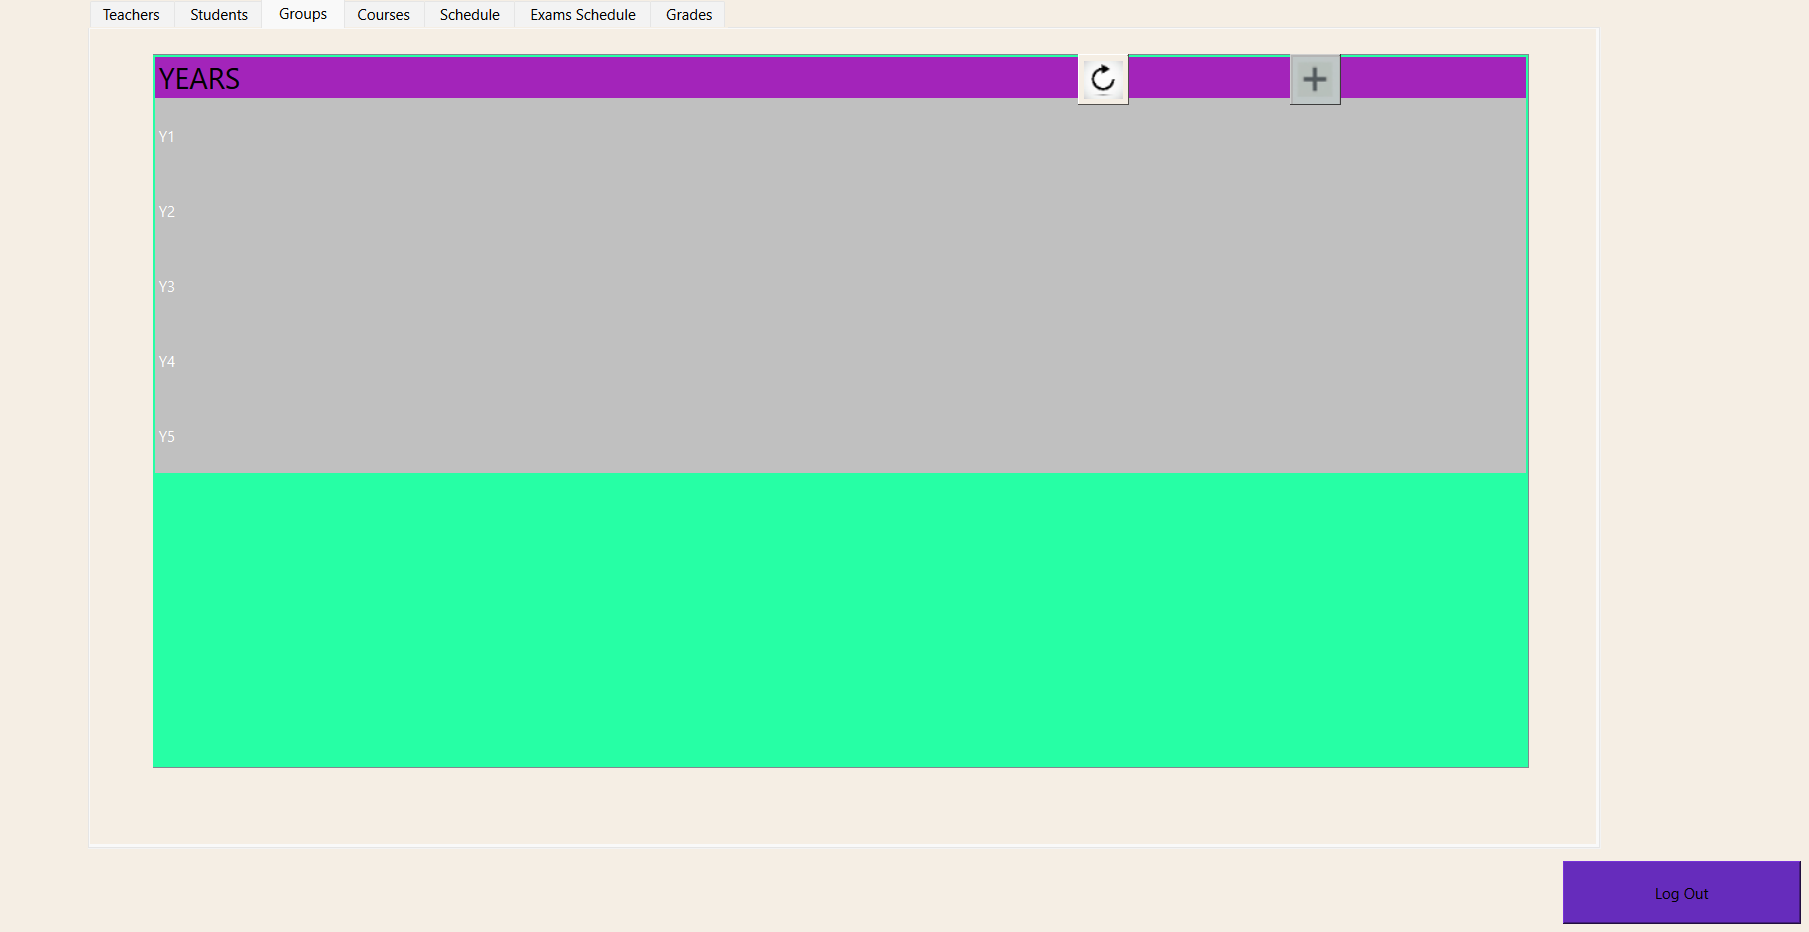 Teachers Students Groups Courses Schedule Exams Schedule Grades
YEARS
Y1
Y2
Y3
Y4
Y5
Log Out